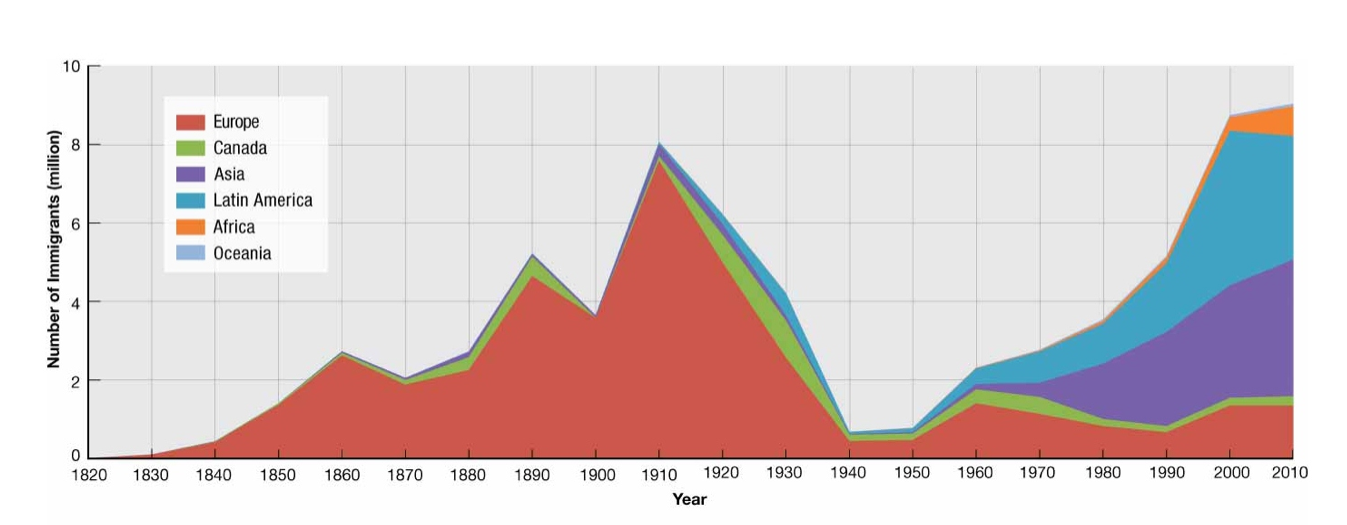 Number of Immigrants (million)
10
8
6
4
2
0
Europe
Canada
Asia
Latin America
Africa
Oceania
1820 1830 1840 1850 1860 1870 1880 1890 1900 1910 1920 1930 1940 1950 1960 1970 1980 1990 2000 2010
Year